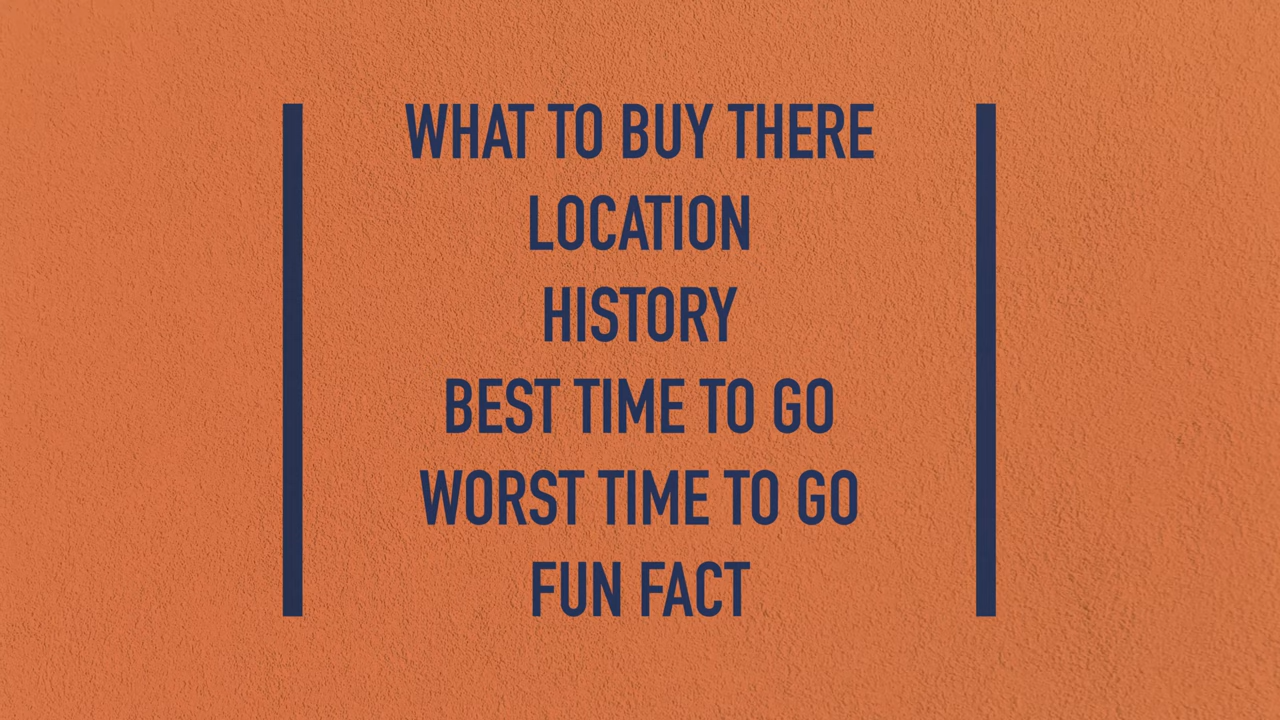 WHAT TO BUY THERE
LOCATION
HISTORY
BEST TIME TO GO
WORST TIME TO GO
FUN FACT